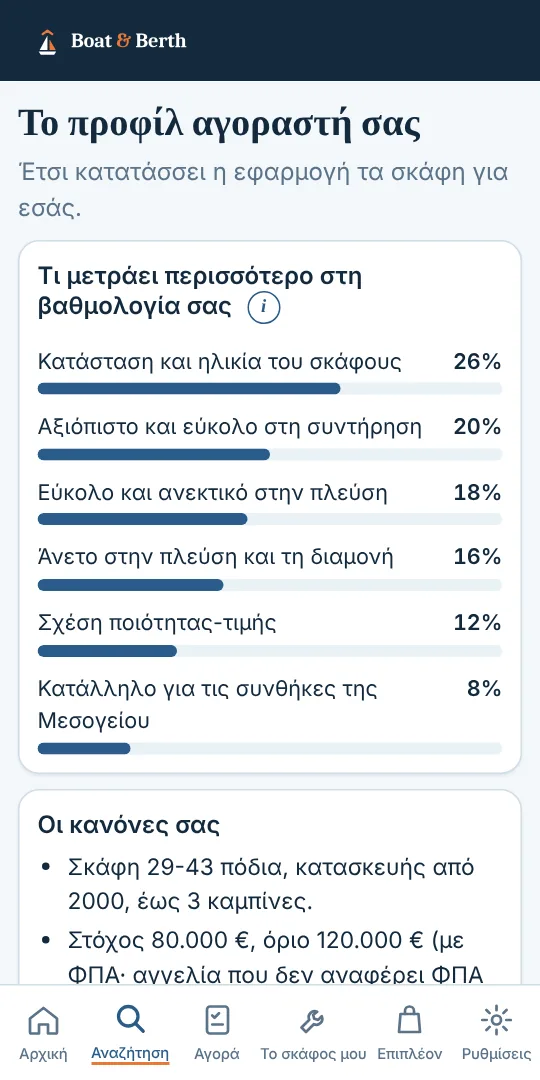 Boat & Berth
Το προφίλ αγοραστή σας
Έτσι κατατάσσει η εφαρμογή τα σκάφη για
εσάς.
Τι μετράει περισσότερο στη
βαθμολογία σας i
Κατάσταση και ηλικία του σκάφους 26%
Αξιόπιστο και εύκολο στη συντήρηση 20%
Εύκολο και ανεκτικό στην πλεύση 18%
Άνετο στην πλεύση και τη διαμονή 16%
Σχέση ποιότητας-τιμής 12%
Κατάλληλο για τις συνθήκες της 8%
Μεσογείου
Οι κανόνες σας
• Σκάφη 29-43 πόδια, κατασκευής από
2000, έως 3 καμπίνες.
• Στόχος 80.000 €, όριο 120.000 € (με
ΦΠΑ· αγγελία που δεν αναφέρει ΦΠΑ
Αρχική Αναζήτηση Αγορά Το σκάφος μου Επιπλέον Ρυθμίσεις